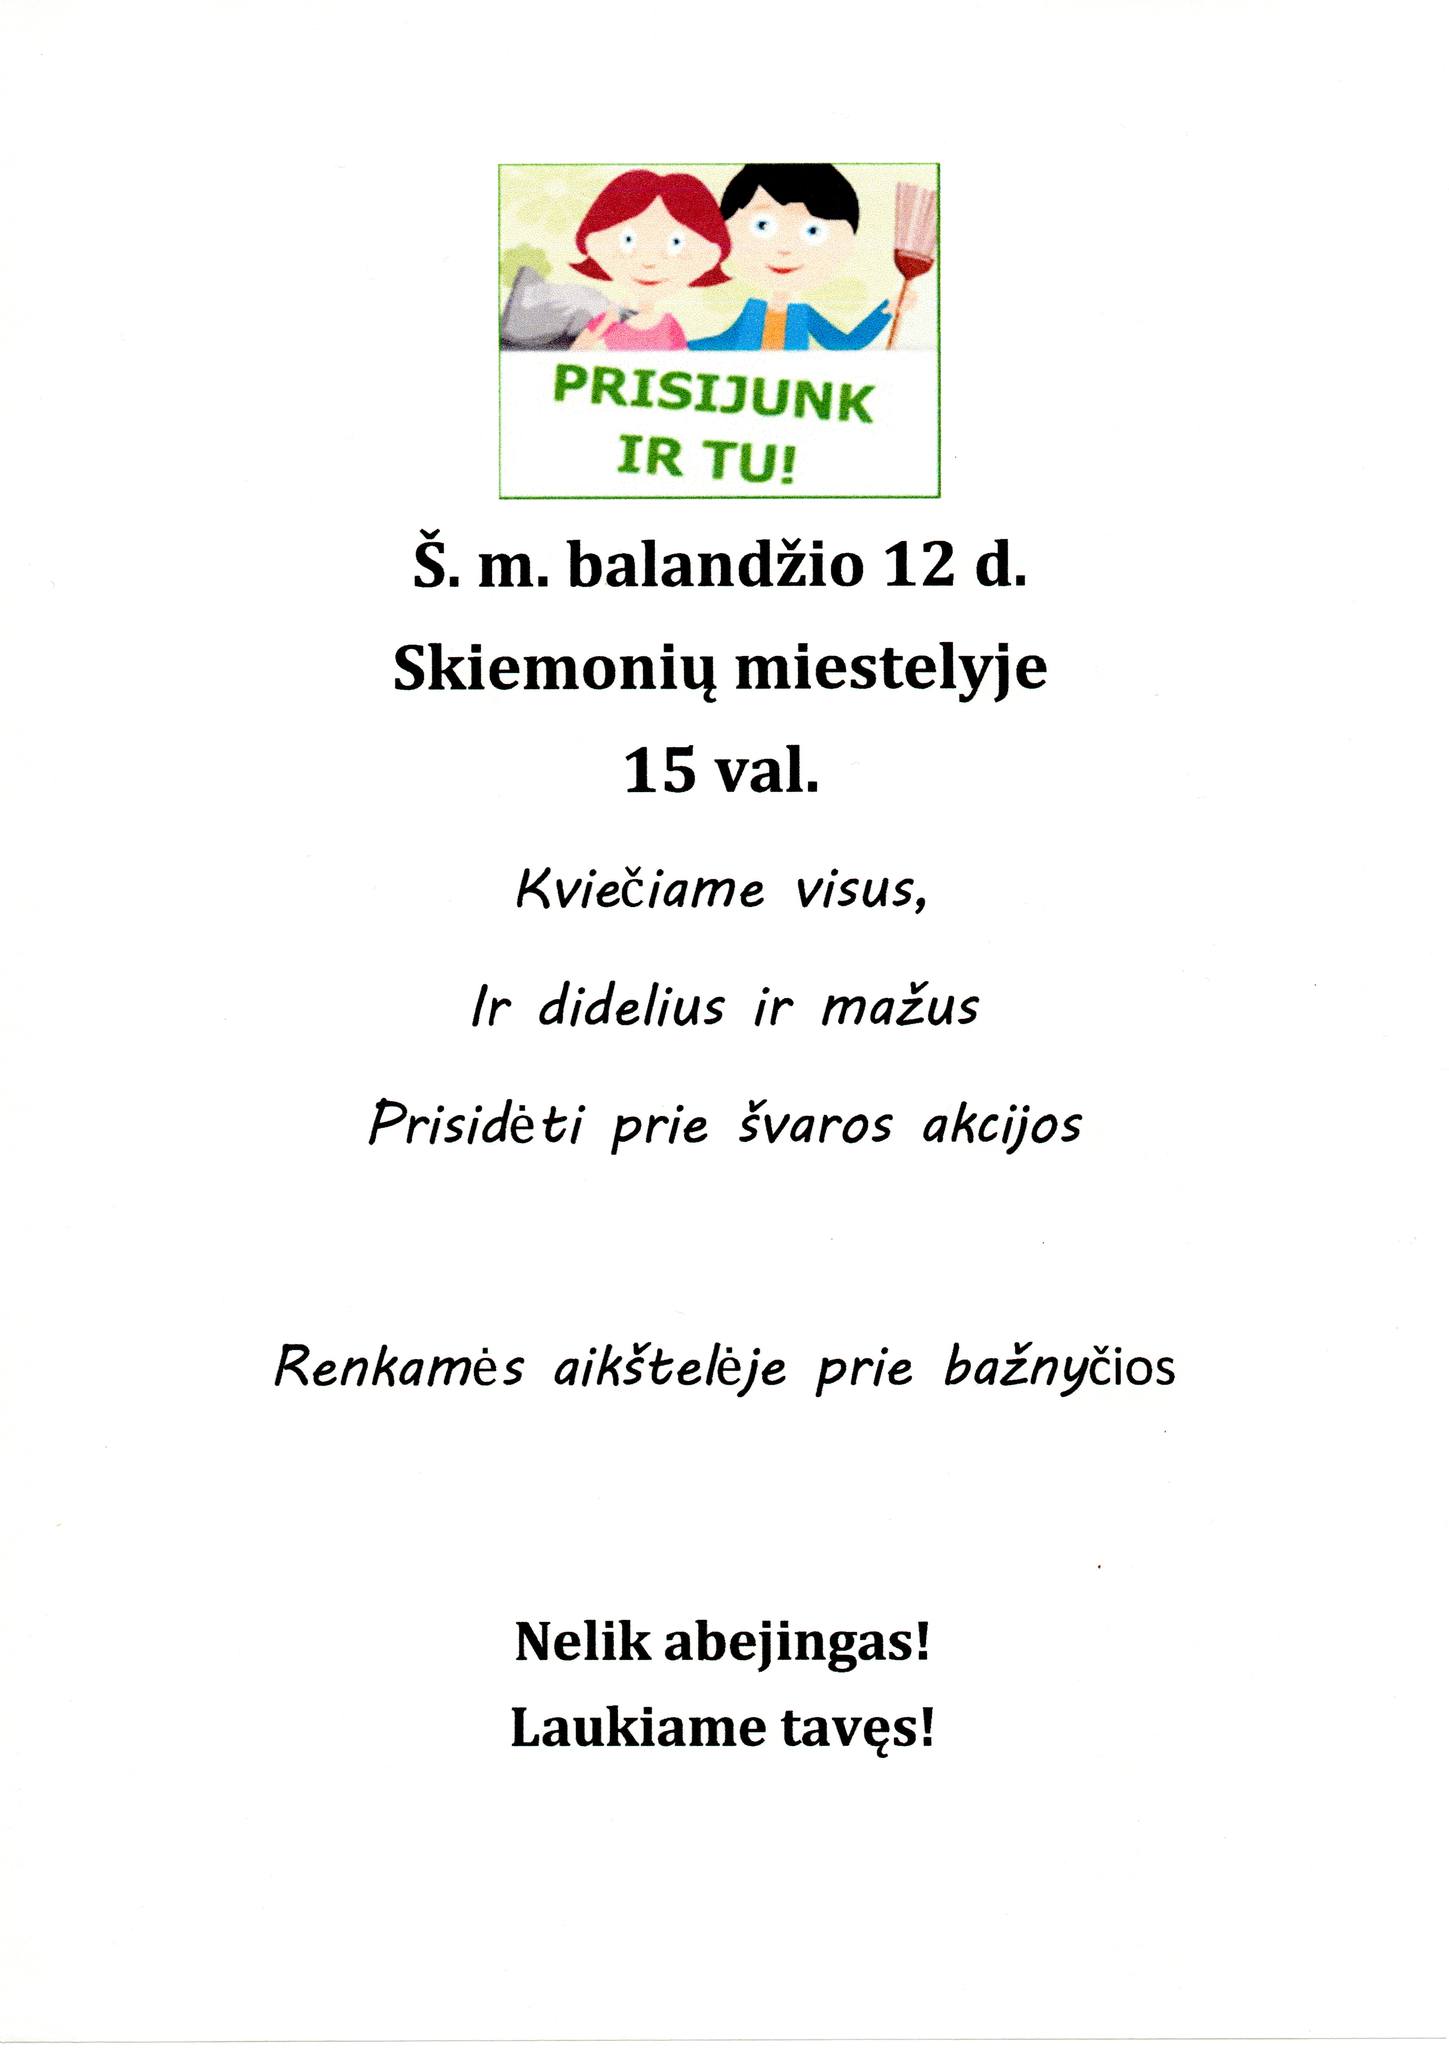 PRISIJUNK
IR TU!
Š. m. balandžio 12 d.
Skiemonių miestelyje
15 val.
Kviečiame visus,
Ir didelius ir mažus
Prisidėti prie švaros akcijos
Renkamės aikštelėje prie bažnyčios
Nelik abejingas!
Laukiame tavęs!